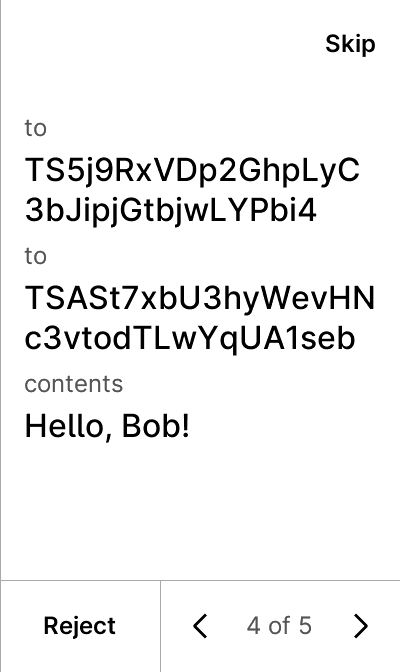 Skip
to
TS5j9RxVDp2GhpLyC
3bJipjGtbjwLYPbi4
to
TSASt7xbU3hyWevHN
c3vtodTLwYqUA1seb
contents
Hello, Bob!
Reject
4 of 5